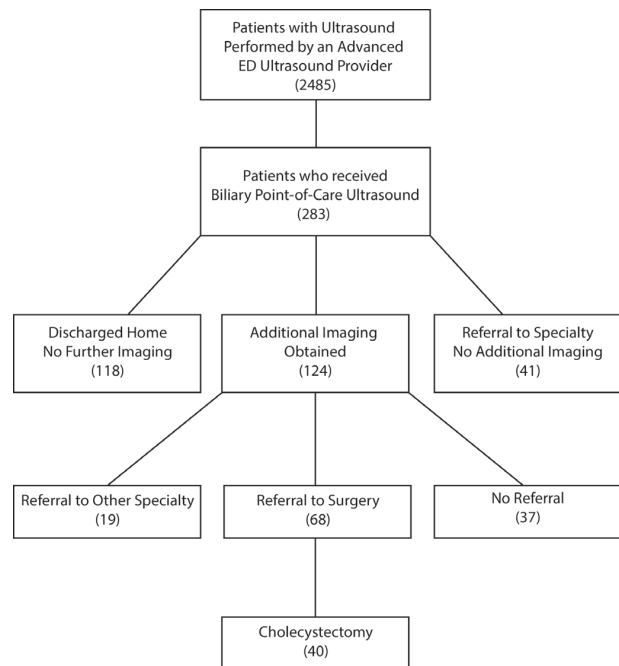 Patients with Ultrasound
Performed by an Advanced
ED Ultrasound Provider
(2485)
Patients who received
Biliary Point-of-Care Ultrasound
(283)
Discharged Home
No Further Imaging
(118)
Additional Imaging
Obtained
(124)
Referral to Specialty
No Additional Imaging
(41)
Referral to Other Specialty
(19)
Referral to Surgery
(68)
No Referral
(37)
Cholecystectomy
(40)